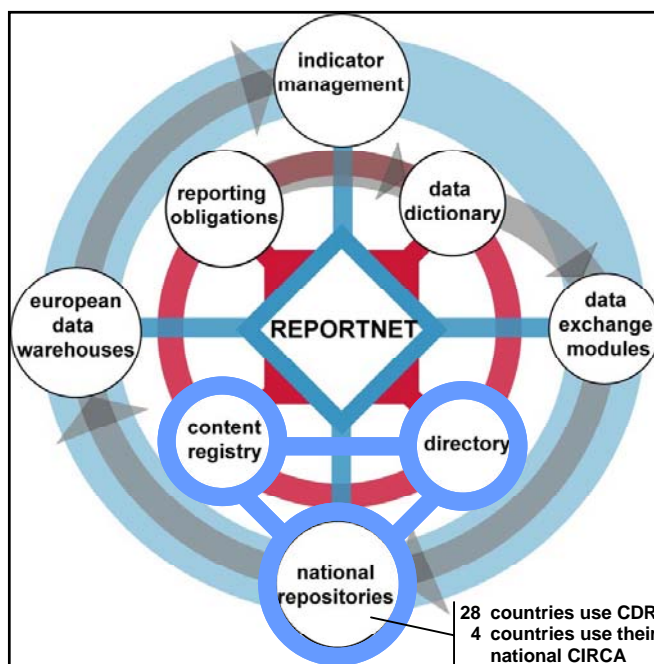 indicator
management
reporting
obligations
data
dictionary
european
data
warehouses
REPORTNET
data
exchange
modules
content
registry
directory
national
repositories
28 countries use CDR
4 countries use their
national CIRCA